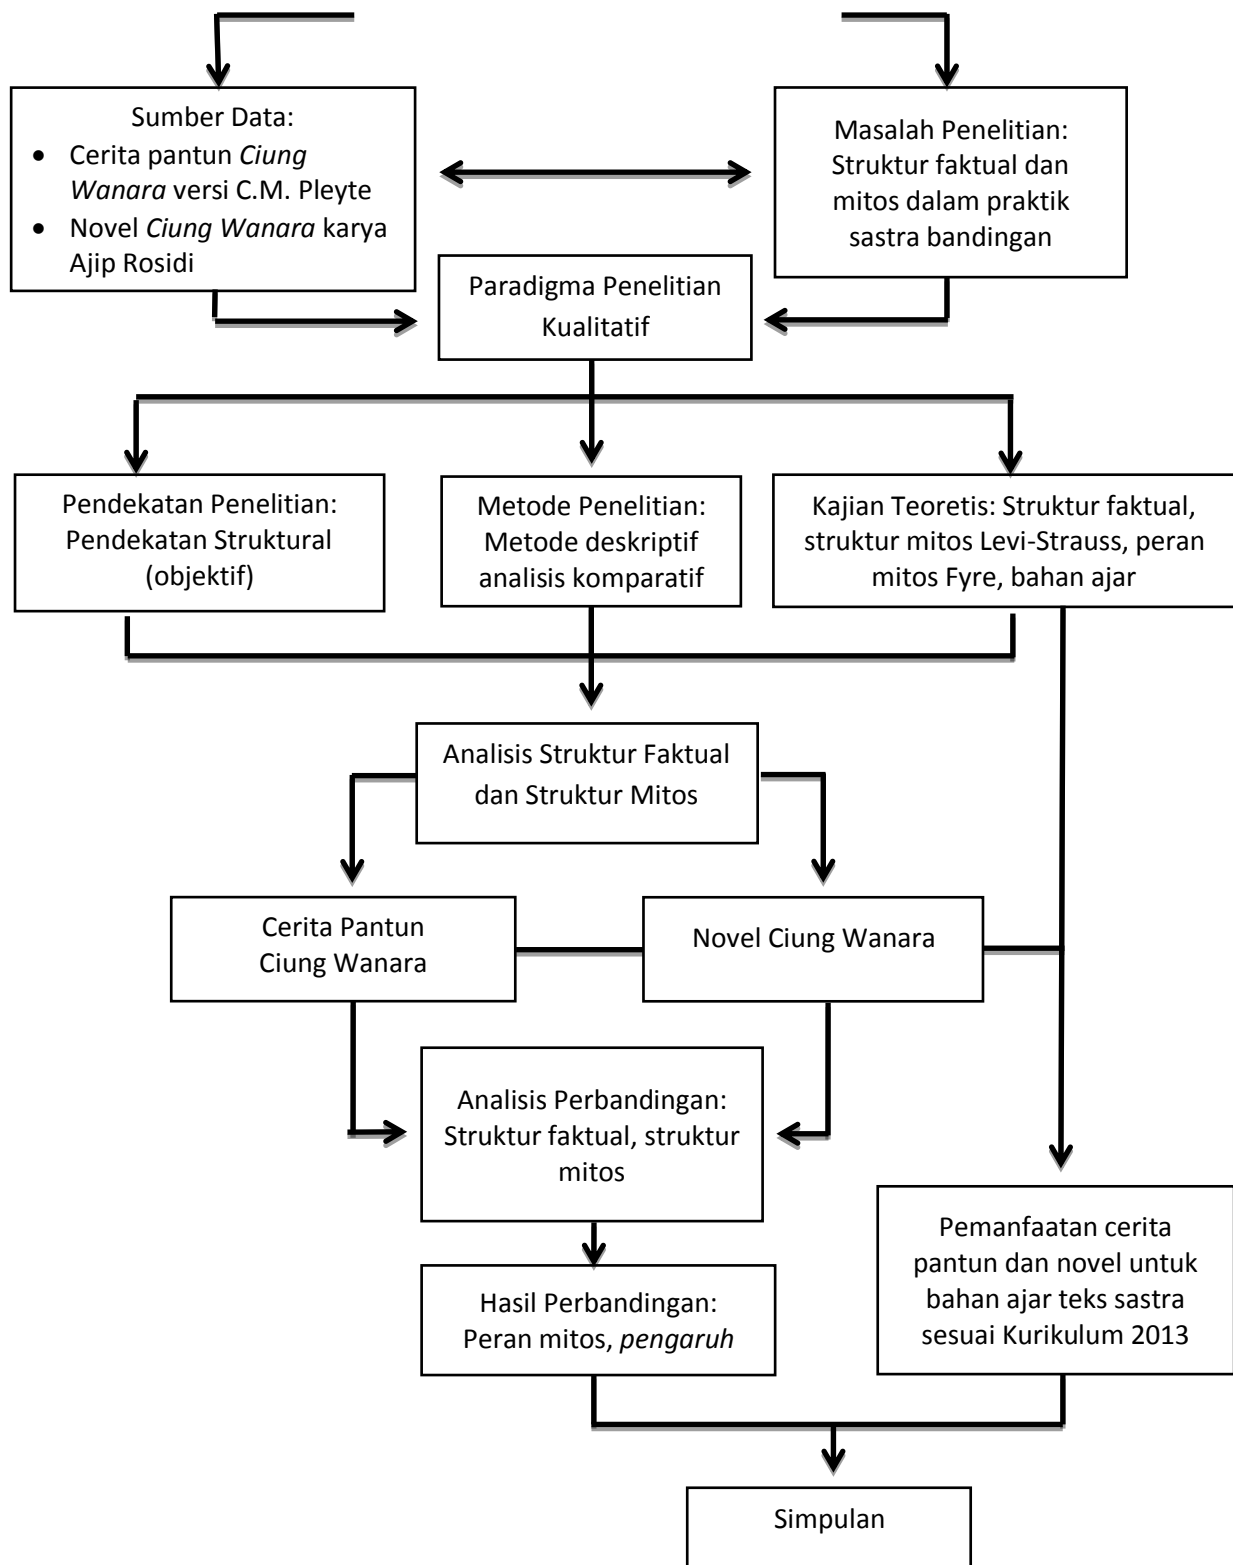 Sumber Data:
• Cerita pantun Ciung
Wanara versi C.M. Pleyte
• Novel Ciung Wanara karya
Ajip Rosidi
Masalah Penelitian:
Struktur faktual dan
mitos dalam praktik
sastra bandingan
Paradigma Penelitian
Kualitatif
Pendekatan Penelitian:
Pendekatan Struktural
(objektif)
Metode Penelitian:
Metode deskriptif
analisis komparatif
Kajian Teoretis: Struktur faktual,
struktur mitos Levi-Strauss, peran
mitos Fyre, bahan ajar
Analisis Struktur Faktual
dan Struktur Mitos
Cerita Pantun
Ciung Wanara
Novel Ciung Wanara
Analisis Perbandingan:
Struktur faktual, struktur
mitos
Pemanfaatan cerita
pantun dan novel untuk
bahan ajar teks sastra
sesuai Kurikulum 2013
Hasil Perbandingan:
Peran mitos, pengaruh
Simpulan